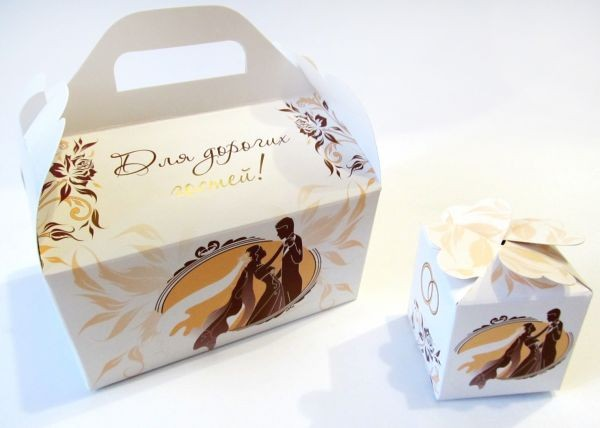 Для дорогих
гостей!